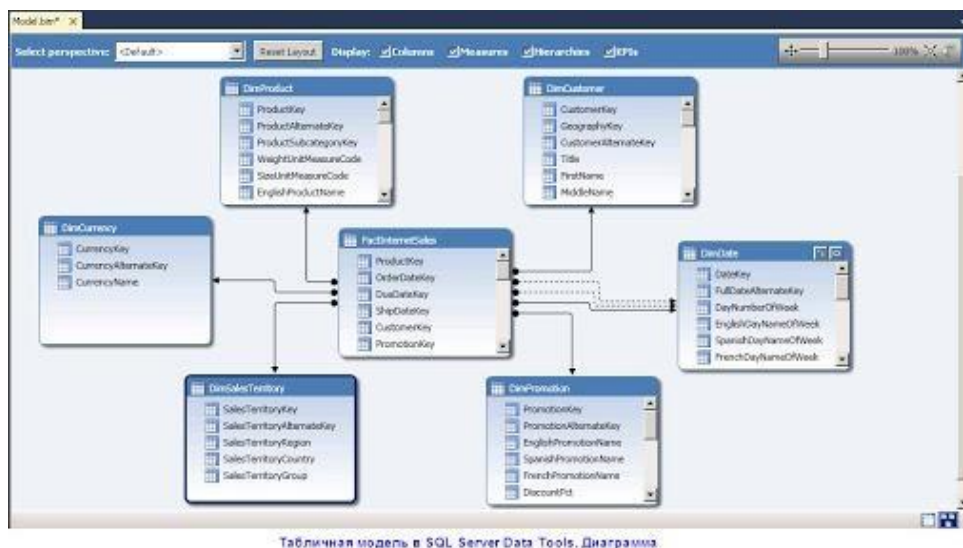 Model.bim* X
Select perspective: <Default> Reset Layout Display: Columns Measures Hierarchies KPIs 100%
DimProduct
ProductKey
ProductAlternateKey
ProductSubcategoryKey
WeightUnitMeasureCode
SizeUnitMeasureCode
EnglishProductName
DimCustomer
CustomerKey
GeographyKey
CustomerAlternateKey
Title
FirstName
MiddleName
DimCurrency
CurrencyKey
CurrencyAlternateKey
CurrencyName
FactInternetSales
ProductKey
OrderDateKey
DueDateKey
ShipDateKey
CustomerKey
PromotionKey
DimDate
DateKey
FullDateAlternateKey
DayNumberOfWeek
EnglishDayNameOfWeek
SpanishDayNameOfWeek
FrenchDayNameOfWeek
DimSalesTerritory
SalesTerritoryKey
SalesTerritoryAlternateKey
SalesTerritoryRegion
SalesTerritoryCountry
SalesTerritoryGroup
DimPromotion
PromotionKey
PromotionAlternateKey
EnglishPromotionName
SpanishPromotionName
FrenchPromotionName
DiscountPct
Табличная модель в SQL Server Data Tools. Диаграмма